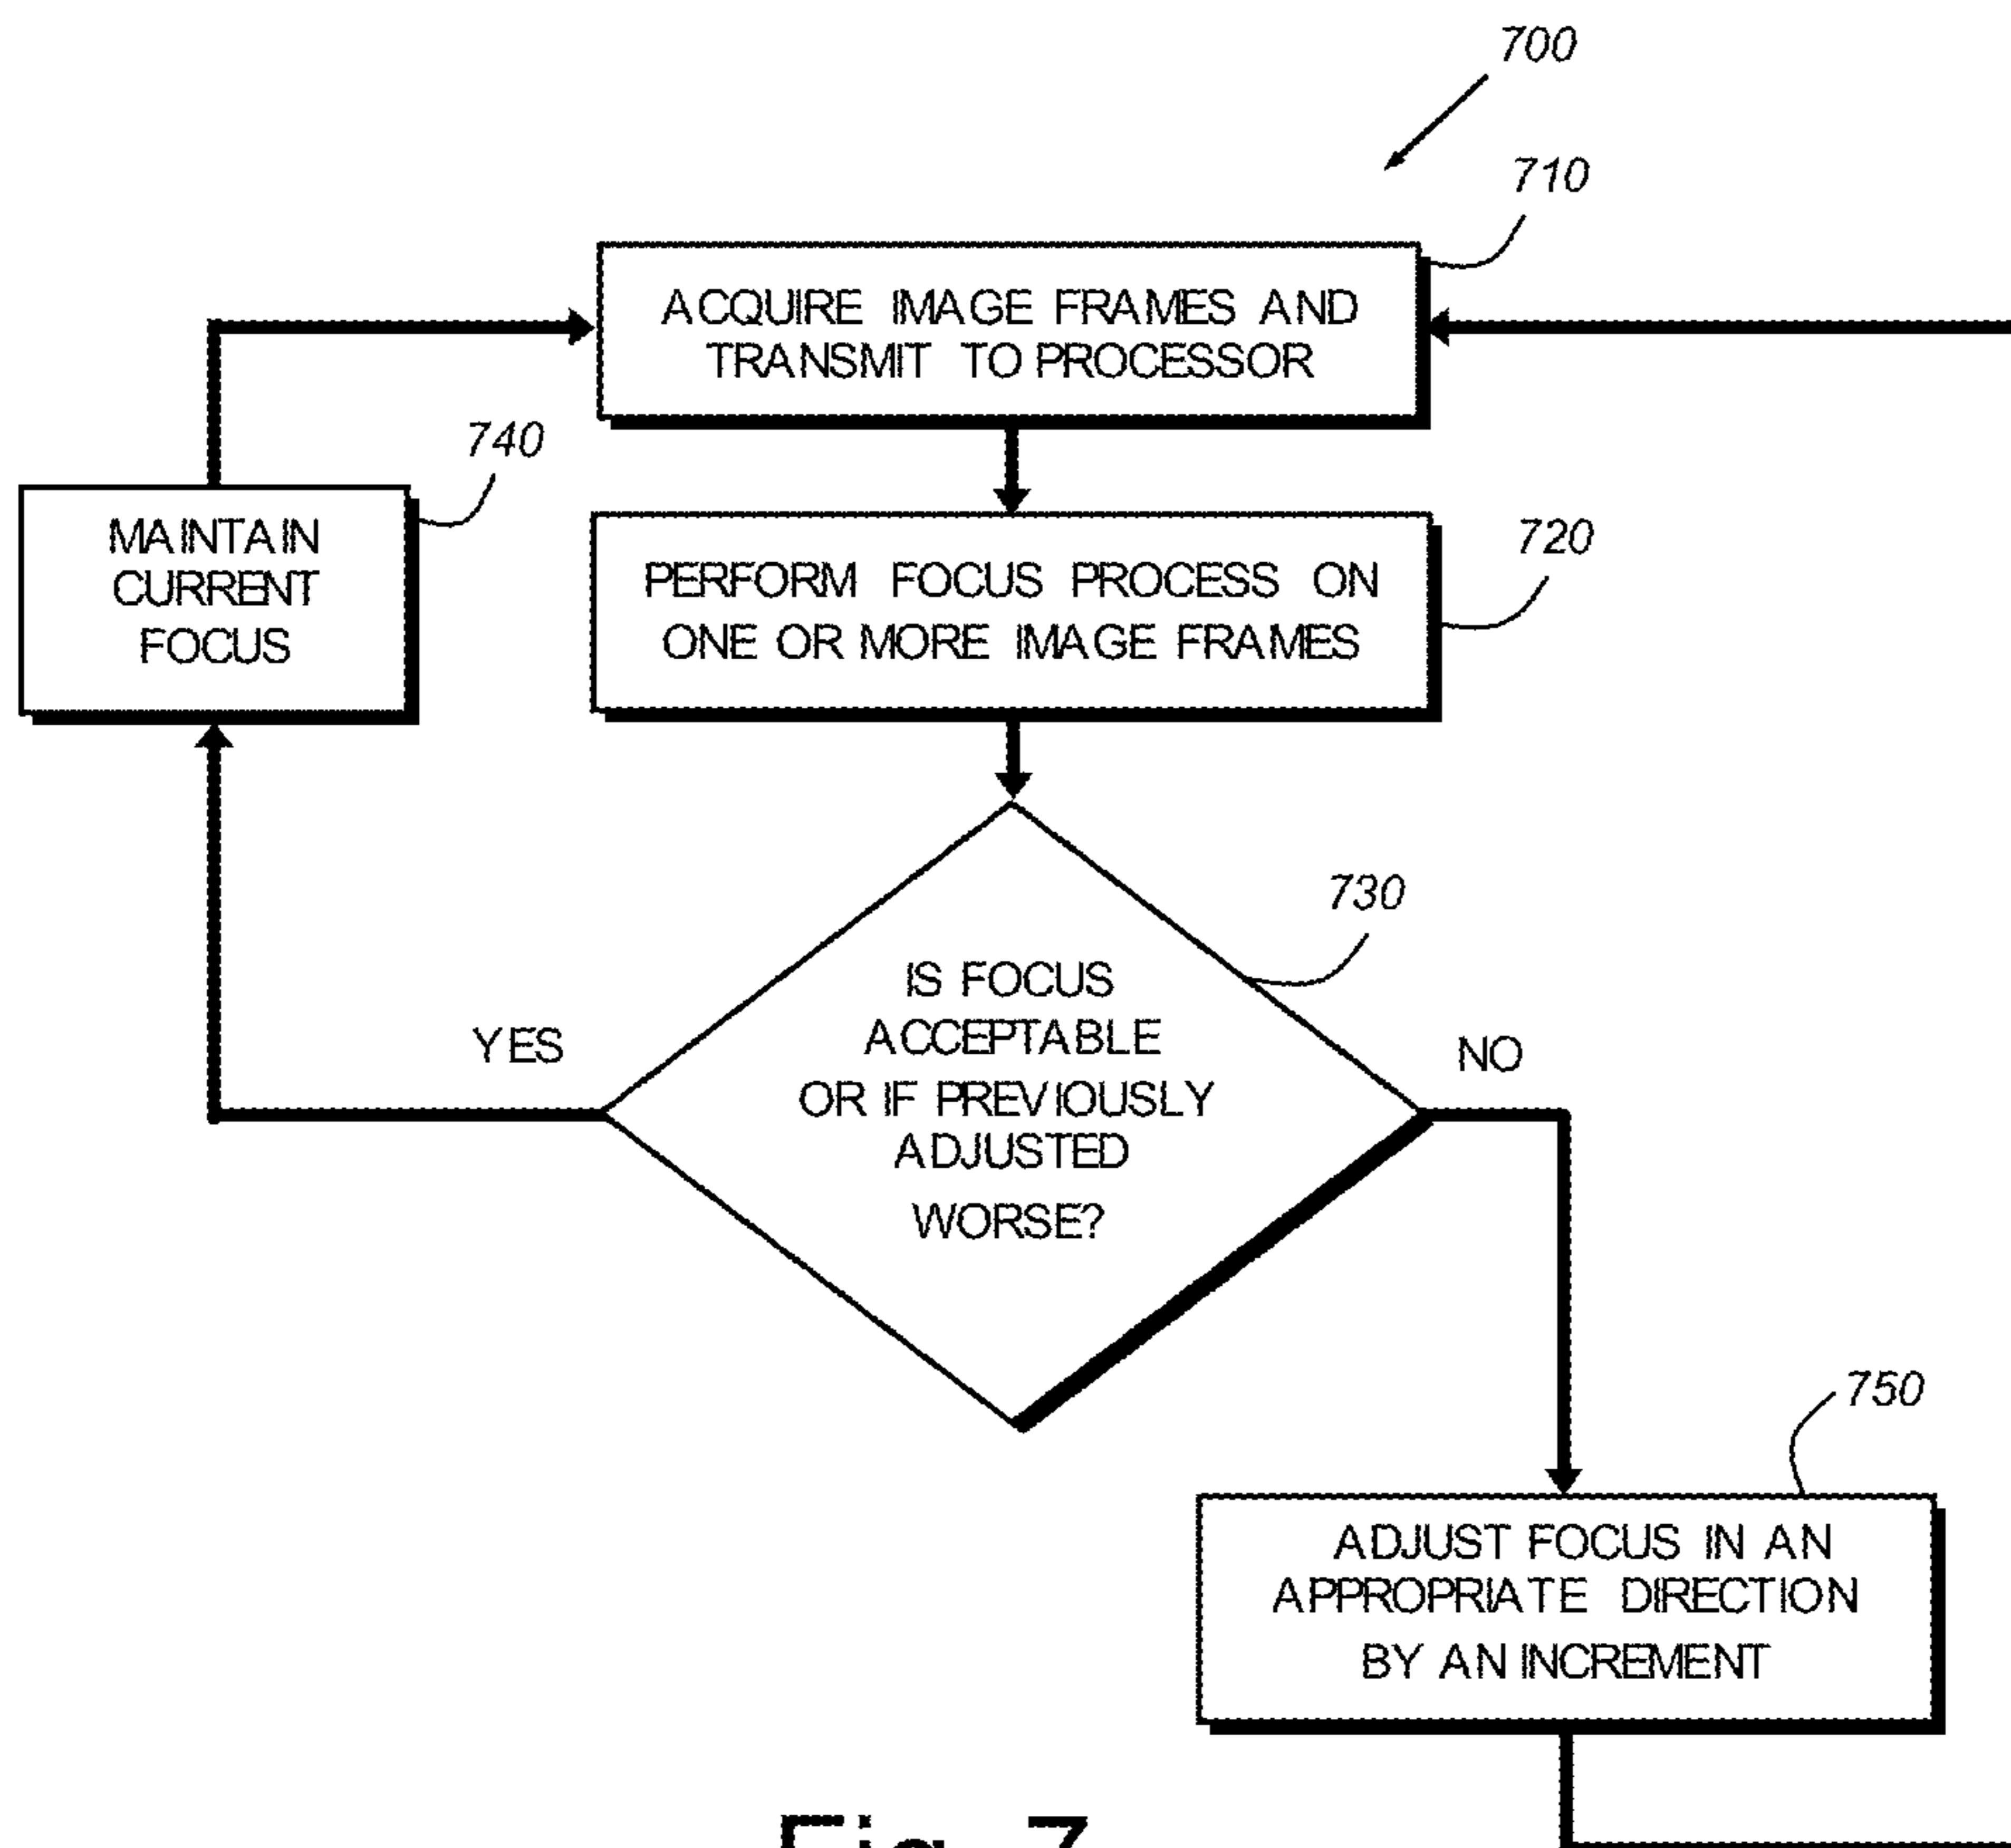 700
710
ACQUIRE IMAGE FRAMES AND
TRANSMIT TO PROCESSOR
740
MAINTAIN
CURRENT
FOCUS
720
PERFORM FOCUS PROCESS ON
ONE OR MORE IMAGE FRAMES
730
IS FOCUS
ACCEPTABLE
OR IF PREVIOUSLY
ADJUSTED
WORSE?
YES
NO
750
ADJUST FOCUS IN AN
APPROPRIATE DIRECTION
BY AN INCREMENT
Fig. 7